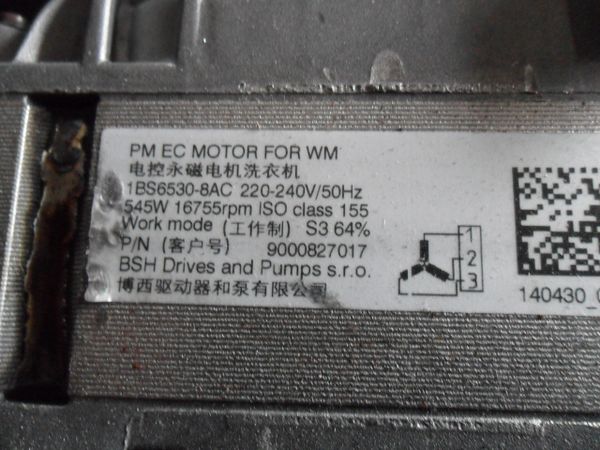 PM EC MOTOR FOR WM
电控永磁电机洗衣机
1BS6530-8AC 220-240V/50Hz
545W 16755rpm ISO class 155
Work mode (工作制) S3 64%
P/N (客户号) 9000827017
BSH Drives and Pumps s.r.o.
博西驱动器和泵有限公司
1
2
3
140430_